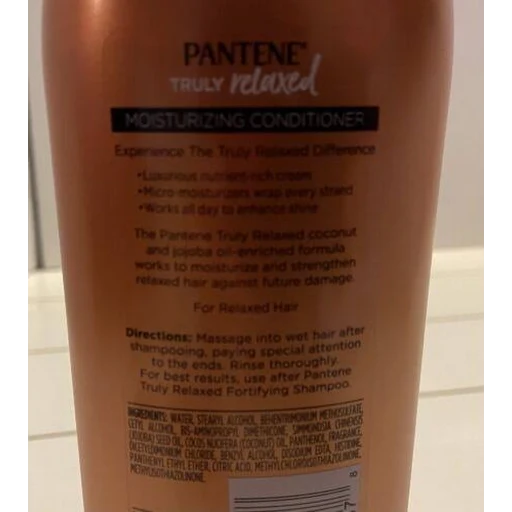 PANTENE®
TRULY relaxed
MOISTURIZING CONDITIONER
Experience The Truly Relaxed Difference
•Luxurious nutrient-rich cream
•Micro-moisturizers wrap every strand
•Works all day to enhance shine
The Pantene Truly Relaxed coconut
and jojoba oil-enriched formula
works to moisturize and strengthen
relaxed hair against future damage.
For Relaxed Hair
Directions: Massage into wet hair after
shampooing, paying special attention
to the ends. Rinse thoroughly.
For best results, use after Pantene
Truly Relaxed Fortifying Shampoo.
INGREDIENTS: WATER, STEARYL ALCOHOL, BEHENTRIMONIUM METHOSULFATE,
CETYL ALCOHOL, BIS-AMINOPROPYL DIMETHICONE, SIMMONDSIA CHINENSIS
(JOJOBA) SEED OIL, COCOS NUCIFERA (COCONUT) OIL, PANTHENOL, FRAGRANCE,
DICETYLDIMONIUM CHLORIDE, BENZYL ALCOHOL, DISODIUM EDTA, HISTIDINE,
PANTHENYL ETHYL ETHER, CITRIC ACID, METHYLCHLOROISOTHIAZOLINONE,
METHYLISOTHIAZOLINONE.